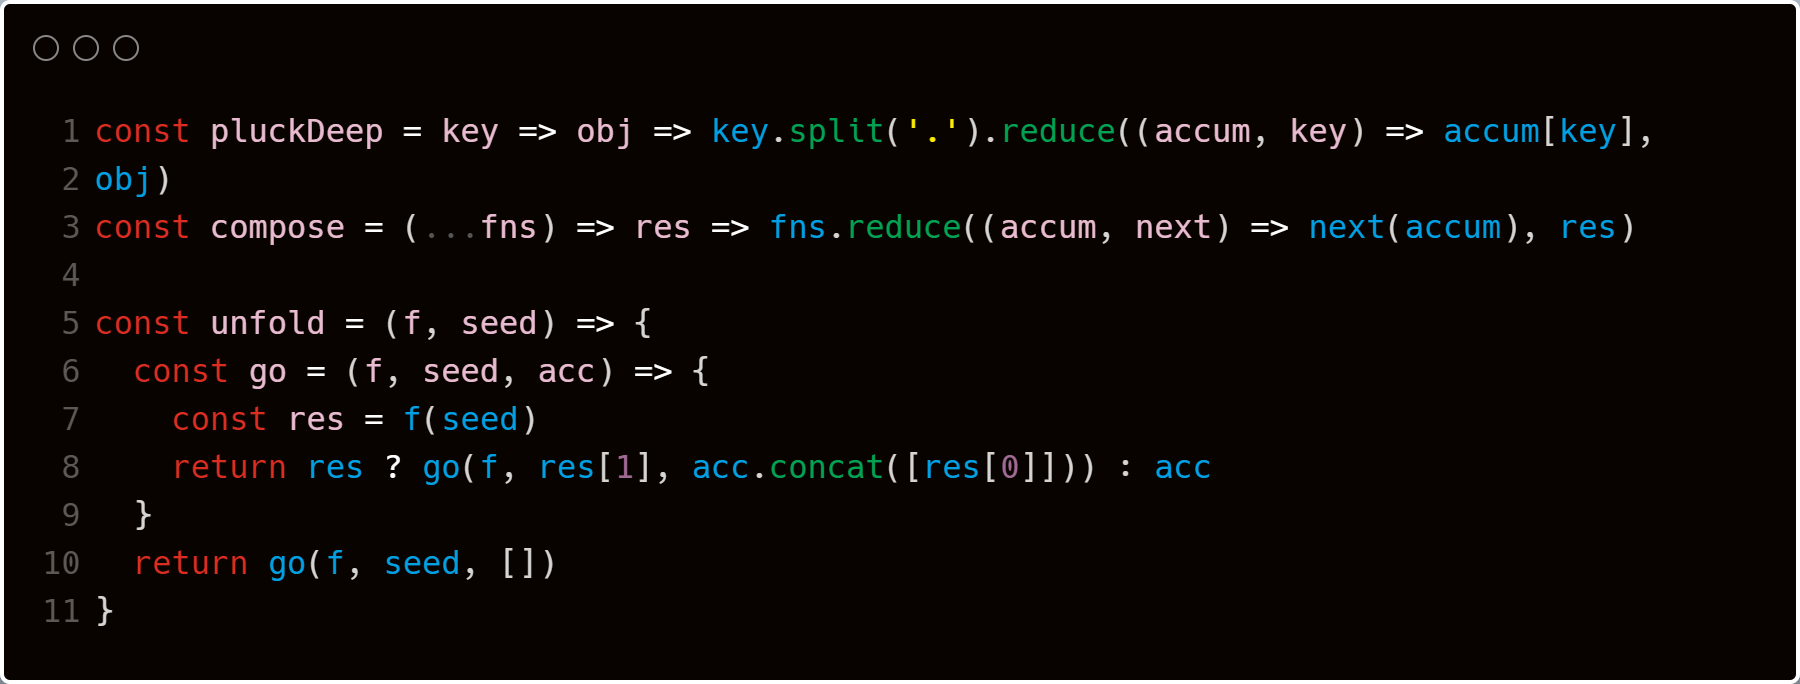 1 const pluckDeep = key => obj => key.split('.').reduce((accum, key) => accum[key],
2 obj)
3 const compose = (...fns) => res => fns.reduce((accum, next) => next(accum), res)
4
5 const unfold = (f, seed) => {
6   const go = (f, seed, acc) => {
7     const res = f(seed)
8     return res ? go(f, res[1], acc.concat([res[0]])) : acc
9   }
10   return go(f, seed, [])
11 }